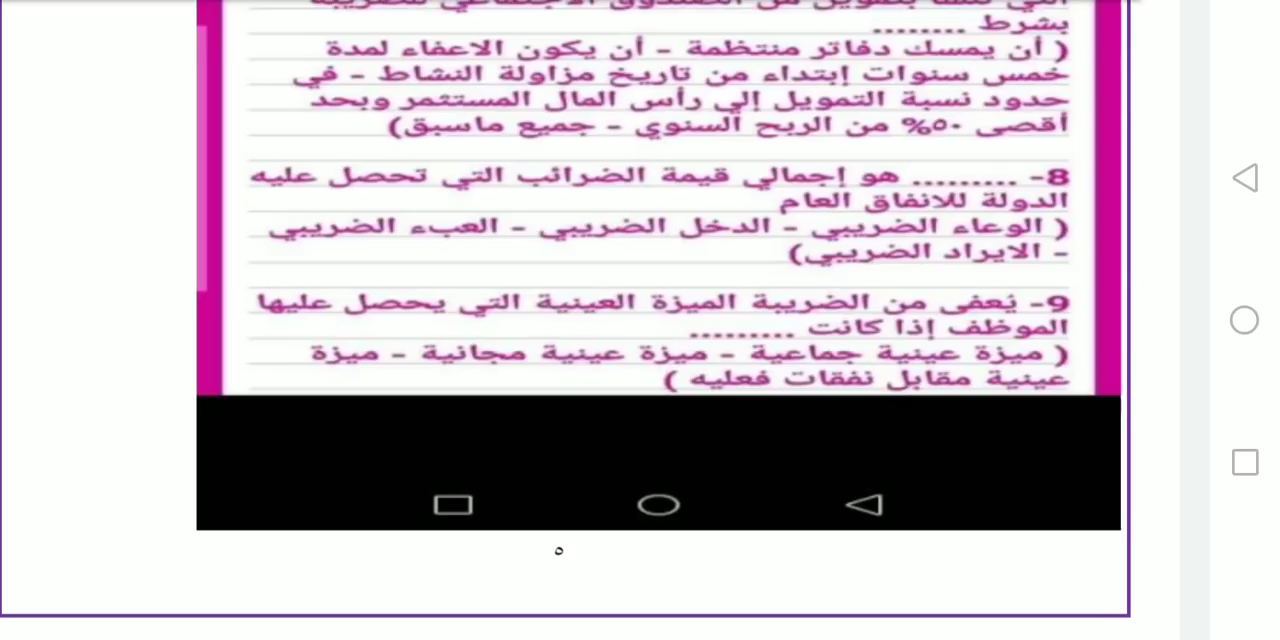 بشرط ........
( أن يمسك دفاتر منتظمة - أن يكون الاعفاء لمدة
خمس سنوات إبتداء من تاريخ مزاولة النشاط - في
حدود نسبة التمويل إلي رأس المال المستثمر وبحد
أقصى ٥٠% من الربح السنوي - جميع ماسبق)
8- ......... هو إجمالي قيمة الضرائب التي تحصل عليه
الدولة للانفاق العام
( الوعاء الضريبي - الدخل الضريبي - العبء الضريبي
- الايراد الضريبي)
9- يُعفى من الضريبة الميزة العينية التي يحصل عليها
الموظف إذا كانت .........
( ميزة عينية جماعية - ميزة عينية مجانية - ميزة
عينية مقابل نفقات فعليه )
٥